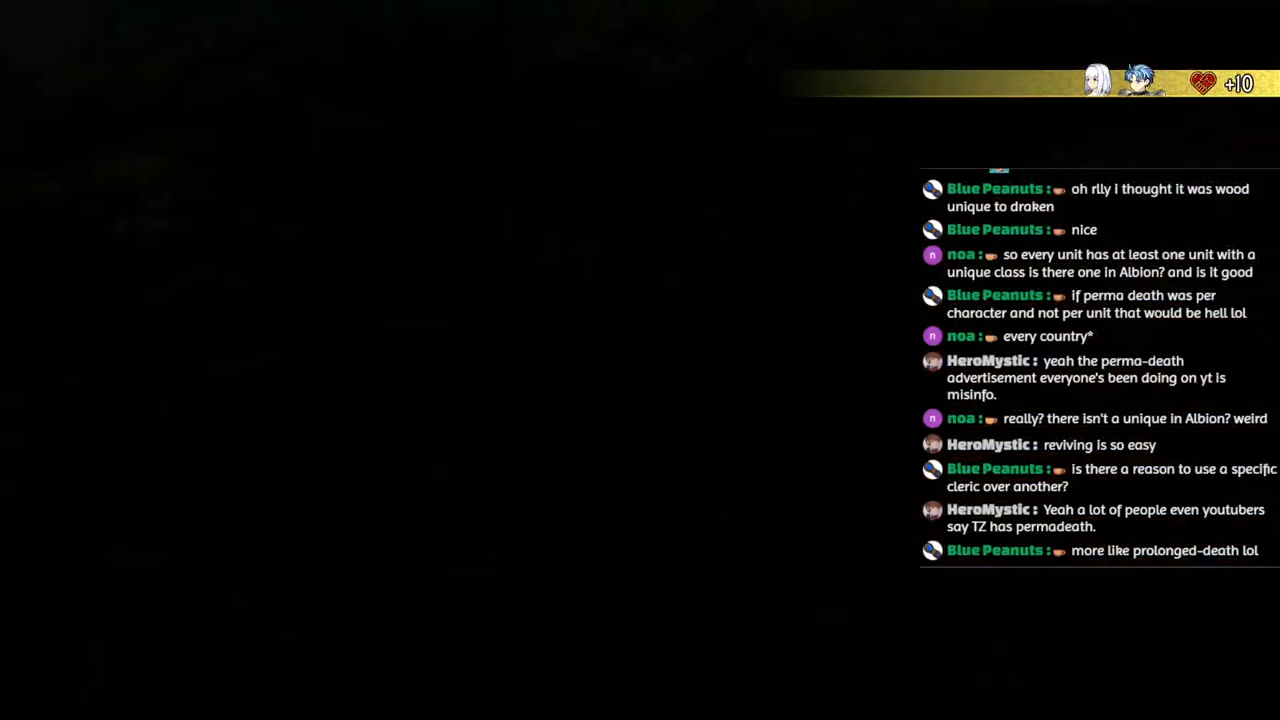 +10
Blue Peanuts : oh rlly i thought it was wood
unique to draken
Blue Peanuts : nice
n noa : so every unit has at least one unit with a
unique class is there one in Albion? and is it good
Blue Peanuts : if perma death was per
character and not per unit that would be hell lol
n noa : every country*
HeroMystic : yeah the perma-death
advertisement everyone's been doing on yt is
misinfo.
n noa : really? there isn't a unique in Albion? weird
HeroMystic : reviving is so easy
Blue Peanuts : is there a reason to use a specific
cleric over another?
HeroMystic : Yeah a lot of people even youtubers
say TZ has permadeath.
Blue Peanuts : more like prolonged-death lol